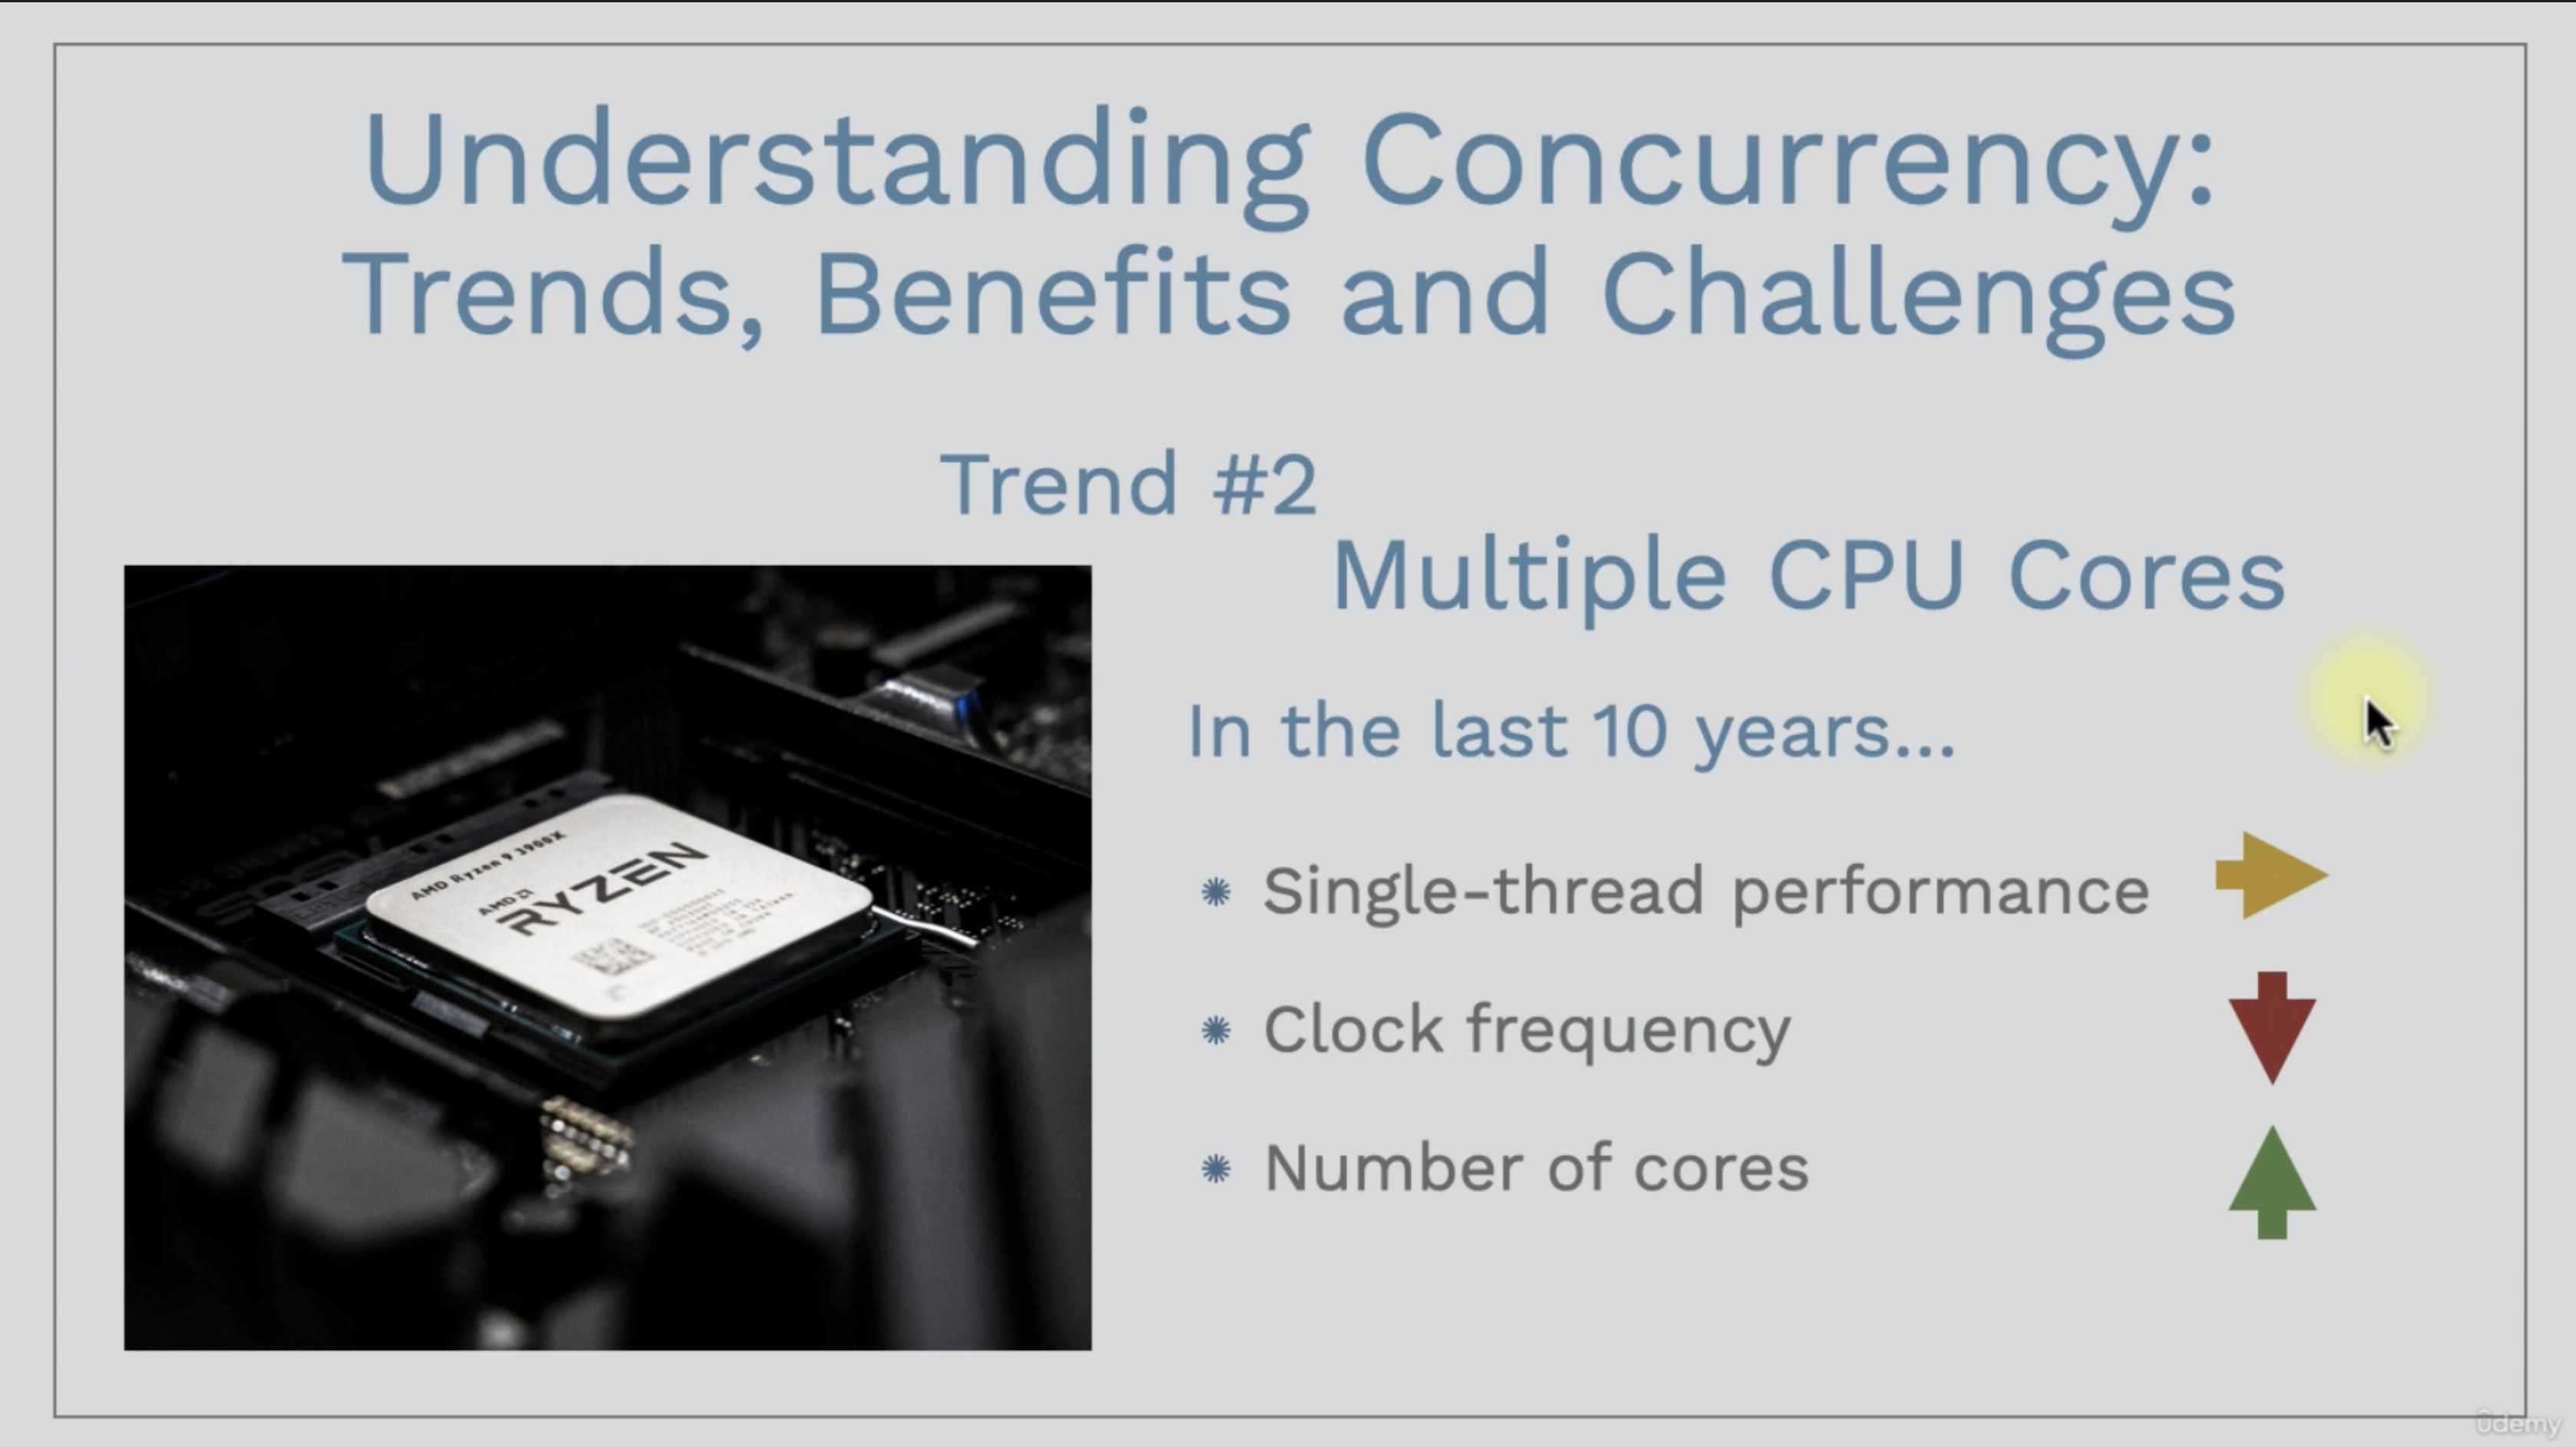 Understanding Concurrency:
Trends, Benefits and Challenges
Trend #2
Multiple CPU Cores
In the last 10 years...
Single-thread performance
Clock frequency
Number of cores
AMD Ryzen 9 3900X
AMD
RYZEN
ûdemy